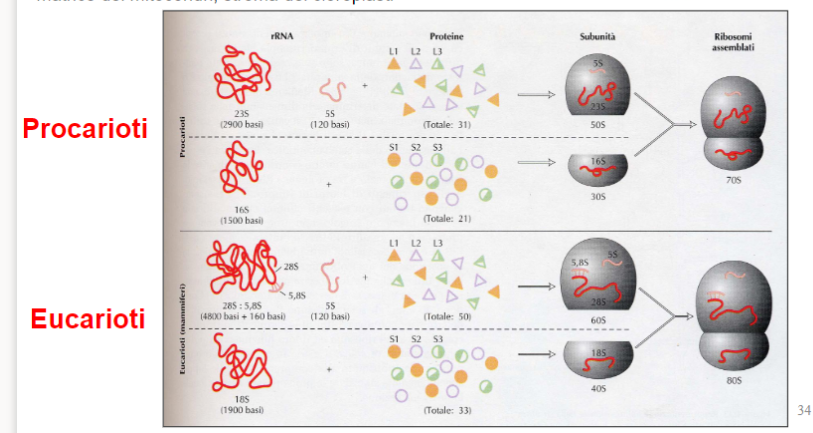 matrice dei mitocondri, stroma dei cloroplasti
rRNA
Proteine
Subunità
Ribosomi
assemblati
Procarioti
Procarioti
23S
(2900 basi)
5S
(120 basi)
+
L1 L2 L3
(Totale: 31)
5S
23S
50S
16S
(1500 basi)
+
S1 S2 S3
(Totale: 21)
16S
30S
70S
Eucarioti
Eucarioti (mammiferi)
28S
5,8S
28S : 5,8S
(4800 basi + 160 basi)
5S
(120 basi)
+
L1 L2 L3
(Totale: 50)
5,8S
5S
28S
60S
18S
(1900 basi)
+
S1 S2 S3
(Totale: 33)
18S
40S
80S
34